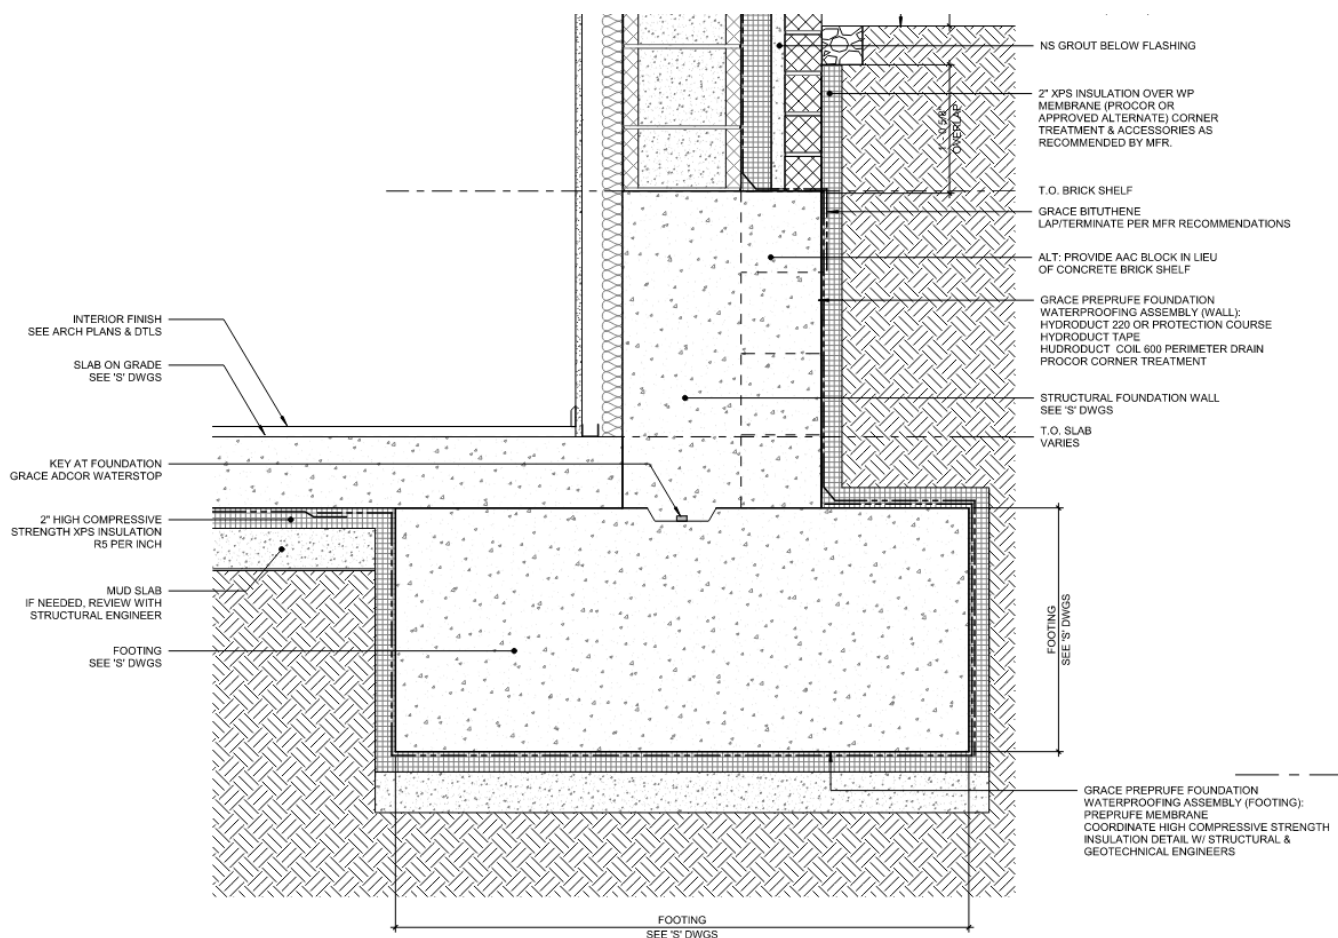 NS GROUT BELOW FLASHING
2" XPS INSULATION OVER WP
MEMBRANE (PROCOR OR
APPROVED ALTERNATE) CORNER
TREATMENT & ACCESSORIES AS
RECOMMENDED BY MFR.
1' - 0 5/8"
OVERLAP
T.O. BRICK SHELF
GRACE BITUTHENE
LAP/TERMINATE PER MFR RECOMMENDATIONS
ALT: PROVIDE AAC BLOCK IN LIEU
OF CONCRETE BRICK SHELF
GRACE PREPRUFE FOUNDATION
WATERPROOFING ASSEMBLY (WALL):
HYDRODUCT 220 OR PROTECTION COURSE
HYDRODUCT TAPE
HUDRODUCT COIL 600 PERIMETER DRAIN
PROCOR CORNER TREATMENT
STRUCTURAL FOUNDATION WALL
SEE 'S' DWGS
T.O. SLAB
VARIES
INTERIOR FINISH
SEE ARCH PLANS & DTLS
SLAB ON GRADE
SEE 'S' DWGS
KEY AT FOUNDATION
GRACE ADCOR WATERSTOP
2" HIGH COMPRESSIVE
STRENGTH XPS INSULATION
R5 PER INCH
MUD SLAB
IF NEEDED, REVIEW WITH
STRUCTURAL ENGINEER
FOOTING
SEE 'S' DWGS
FOOTING
SEE 'S' DWGS
GRACE PREPRUFE FOUNDATION
WATERPROOFING ASSEMBLY (FOOTING):
PREPRUFE MEMBRANE
COORDINATE HIGH COMPRESSIVE STRENGTH
INSULATION DETAIL W/ STRUCTURAL &
GEOTECHNICAL ENGINEERS
FOOTING
SEE 'S' DWGS